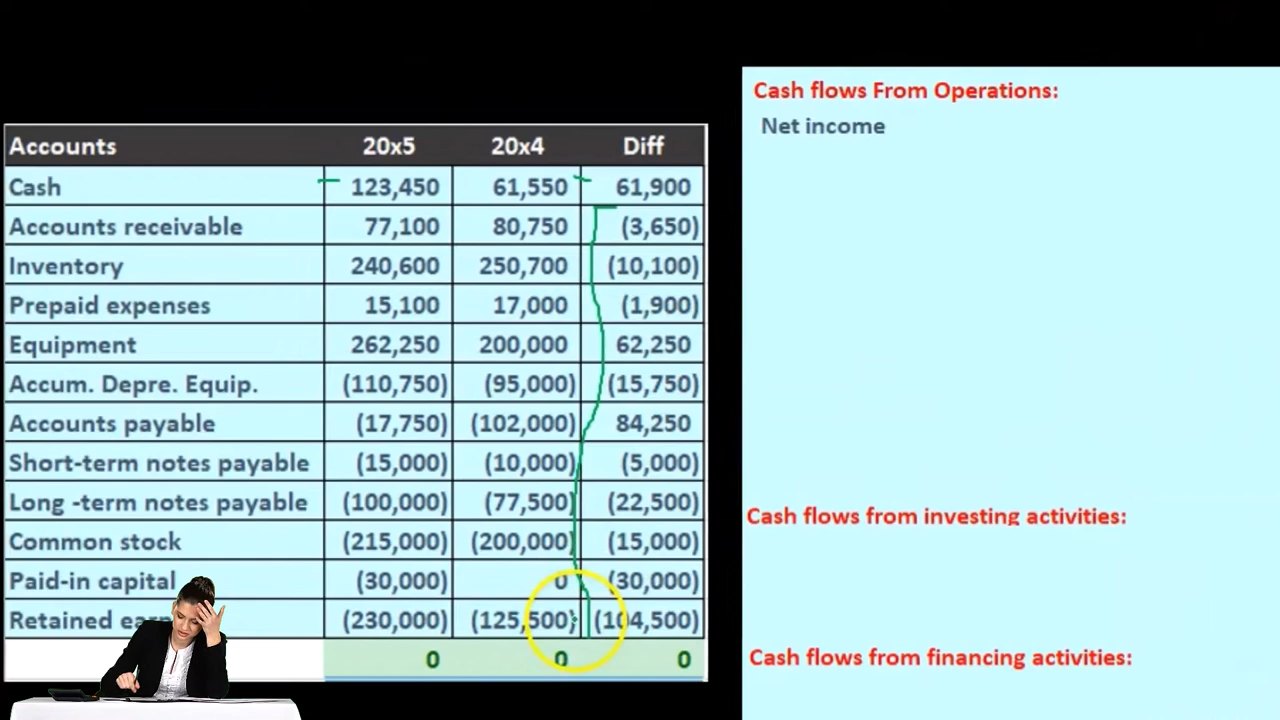 Accounts 20x5 20x4 Diff
Cash 123,450 61,550 61,900
Accounts receivable 77,100 80,750 (3,650)
Inventory 240,600 250,700 (10,100)
Prepaid expenses 15,100 17,000 (1,900)
Equipment 262,250 200,000 62,250
Accum. Depre. Equip. (110,750) (95,000) (15,750)
Accounts payable (17,750) (102,000) 84,250
Short-term notes payable (15,000) (10,000) (5,000)
Long -term notes payable (100,000) (77,500) (22,500)
Common stock (215,000) (200,000) (15,000)
Paid-in capital (30,000) 0 (30,000)
Retained (230,000) (125,500) (104,500)
0 0 0
Cash flows From Operations:
Net income
Cash flows from investing activities:
Cash flows from financing activities: